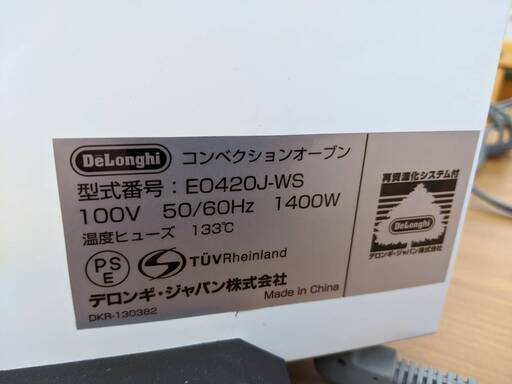 DeLonghi コンベクションオーブン
型式番号：EO420J-WS
100V 50/60Hz 1400W
温度ヒューズ 133℃
PS E TÜVRheinland
デロンギ・ジャパン株式会社
Made in China
DKR-130382
再資源化システム付
DeLonghi
デロンギ・ジャパン株式会社